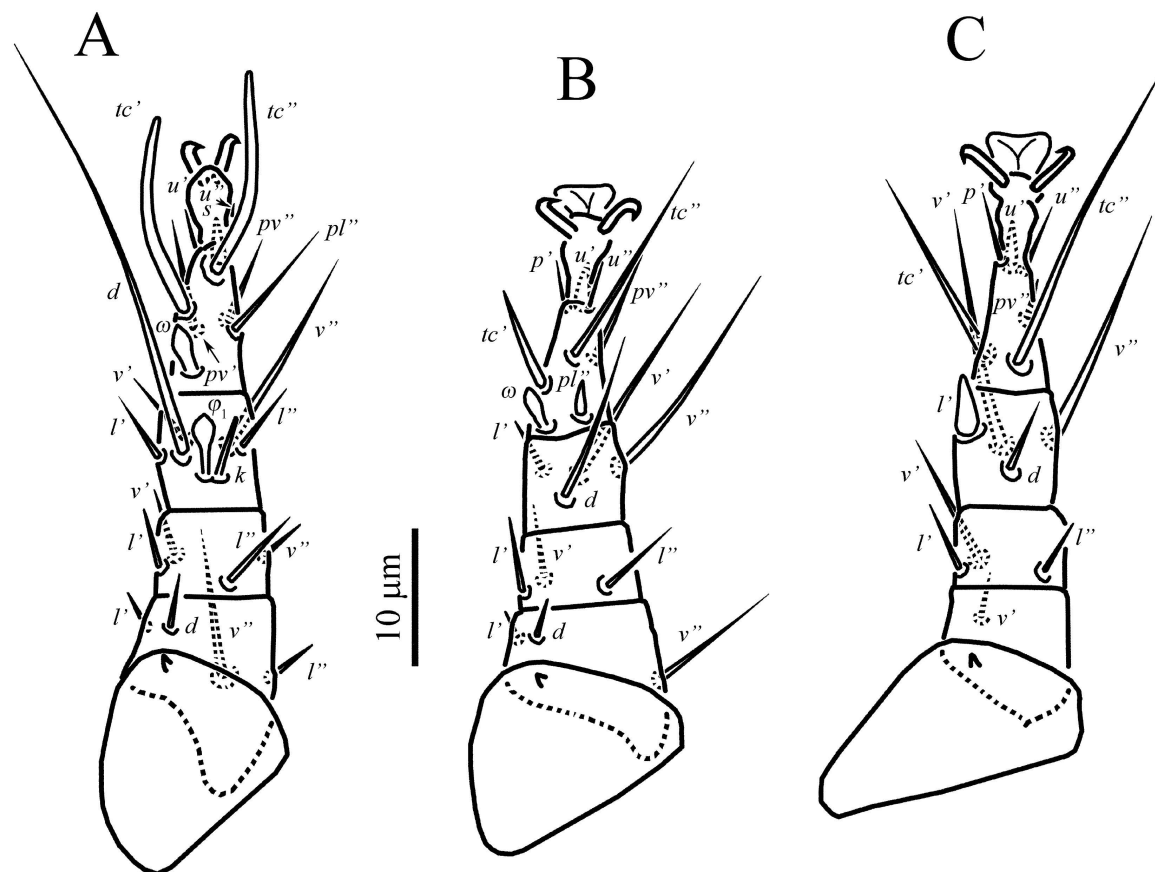 A
tc'
tc"
u'
u"
s
pv"
pl"
d
ω
v"
pv'
v'
φ1
l'
l"
k
v'
l'
l"
v"
l'
d
v"
l"
10 µm
B
tc"
p'
u'
u"
pv"
tc'
pl"
v'
ω
v"
l'
d
v'
l'
l"
l'
d
v"
C
v'
p'
u'
u"
tc"
tc'
pv"
v"
l'
d
v'
l'
l"
v'